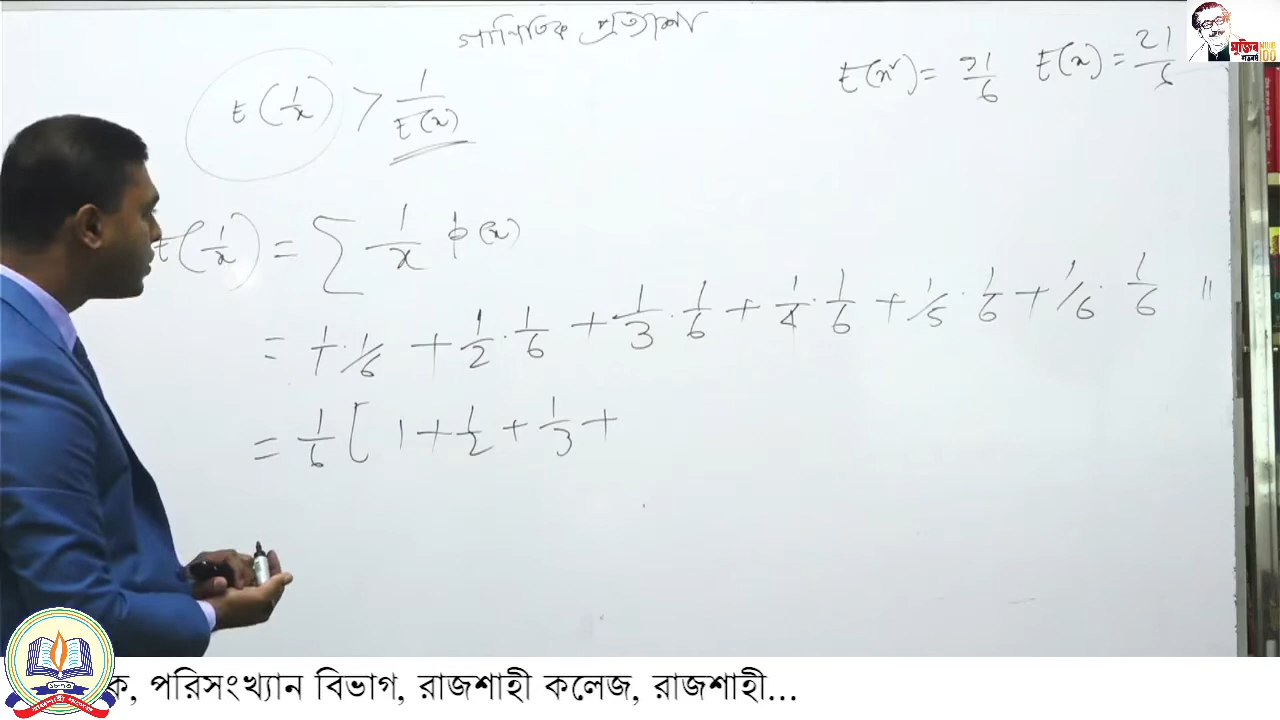 গাণিতিক প্রত্যাশা
E(x²) = 91/6 E(x) = 21/6
E(1/x) > 1/E(x)
E(1/x) = ∑ 1/x p(x)
= 1/1 · 1/6 + 1/2 · 1/6 + 1/3 · 1/6 + 1/4 · 1/6 + 1/5 · 1/6 + 1/6 · 1/6 "
= 1/6 [ 1 + 1/2 + 1/3 +
ক, পরিসংখ্যান বিভাগ, রাজশাহী কলেজ, রাজশাহী...
মুজিব
100